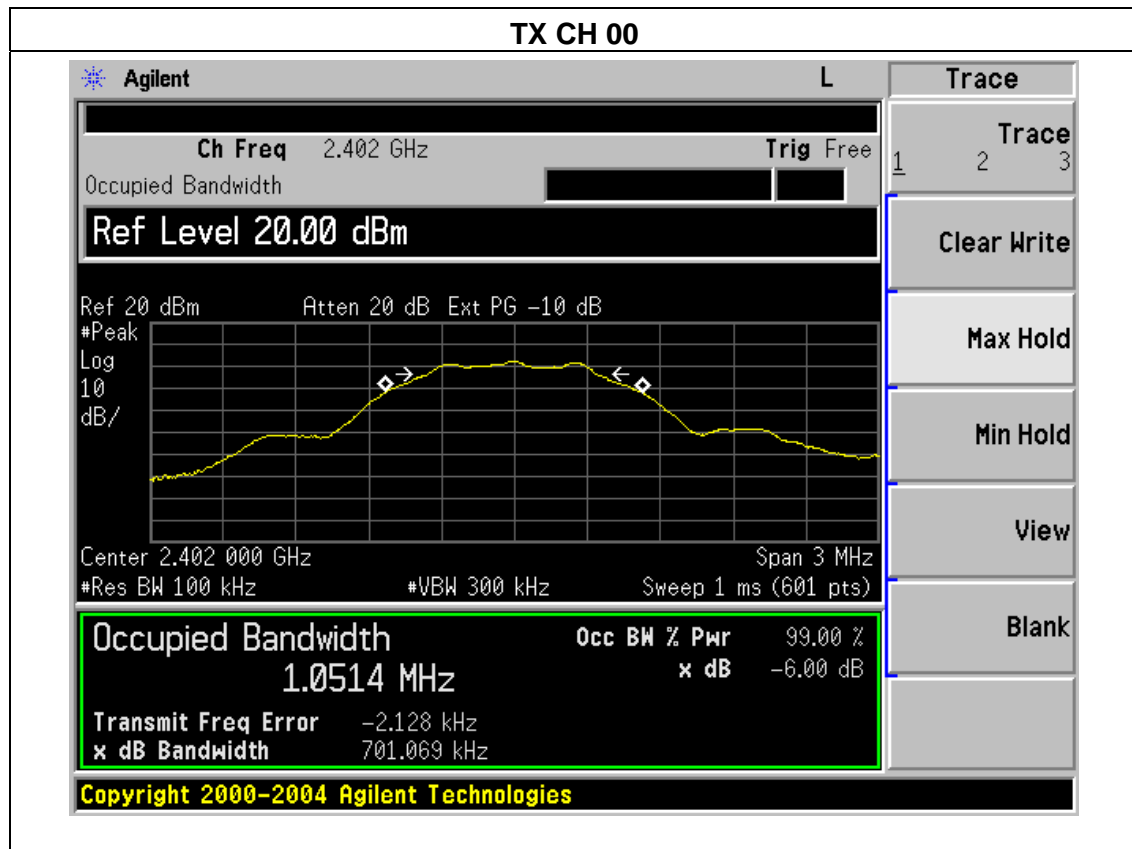 TX CH 00
Agilent L Trace
Ch Freq 2.402 GHz Trig Free
Occupied Bandwidth
Trace
1 2 3
Ref Level 20.00 dBm
Clear Write
Ref 20 dBm Atten 20 dB Ext PG -10 dB
#Peak
Log
10
dB/
Max Hold
Min Hold
View
Center 2.402 000 GHz Span 3 MHz
#Res BW 100 kHz #VBW 300 kHz Sweep 1 ms (601 pts)
Blank
Occupied Bandwidth Occ BW % Pwr 99.00 %
1.0514 MHz x dB -6.00 dB
Transmit Freq Error -2.128 kHz
x dB Bandwidth 701.069 kHz
Copyright 2000-2004 Agilent Technologies